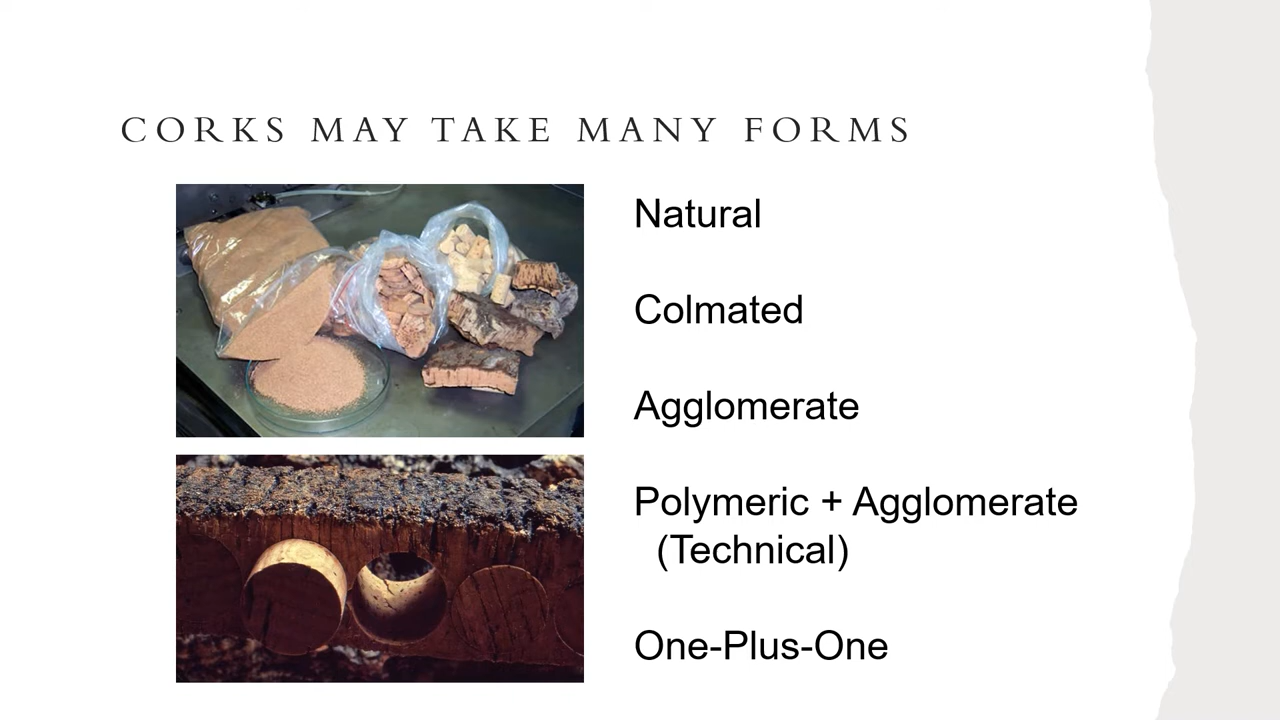 CORKS MAY TAKE MANY FORMS
Natural
Colmated
Agglomerate
Polymeric + Agglomerate
(Technical)
One-Plus-One